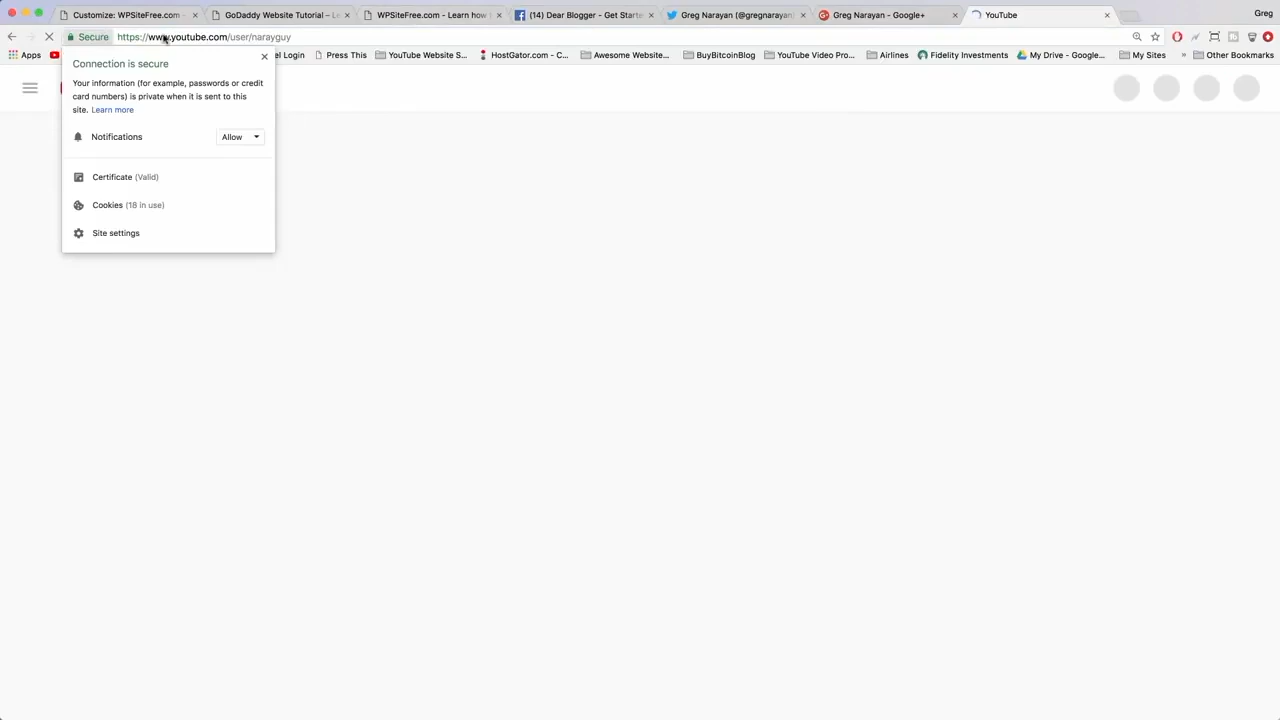 Customize: WPSiteFree.com -
GoDaddy Website Tutorial – Le
WPSiteFree.com - Learn how t
(14) Dear Blogger - Get Starte
Greg Narayan (@gregnarayan)
Greg Narayan - Google+
YouTube
Greg
Secure
https://www.youtube.com/user/narayguy
Apps
el Login
Press This
YouTube Website S...
HostGator.com - C...
Awesome Website...
BuyBitcoinBlog
YouTube Video Pro...
Airlines
Fidelity Investments
My Drive - Google...
My Sites
»
Other Bookmarks
Connection is secure
Your information (for example, passwords or credit
card numbers) is private when it is sent to this
site. Learn more
Notifications
Allow
Certificate (Valid)
Cookies (18 in use)
Site settings